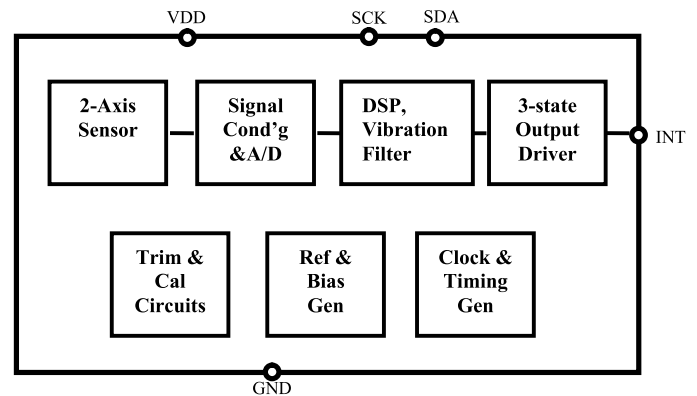 VDD
SCK
SDA
2-Axis
Sensor
Signal
Cond'g
&A/D
DSP,
Vibration
Filter
3-state
Output
Driver
INT
Trim &
Cal
Circuits
Ref &
Bias
Gen
Clock &
Timing
Gen
GND